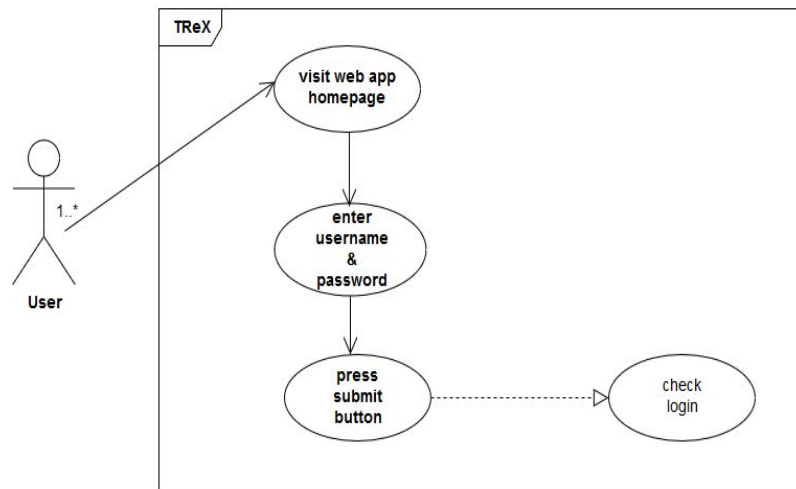 TReX
visit web app
homepage
1..*
User
enter
username
&
password
press
submit
button
check
login